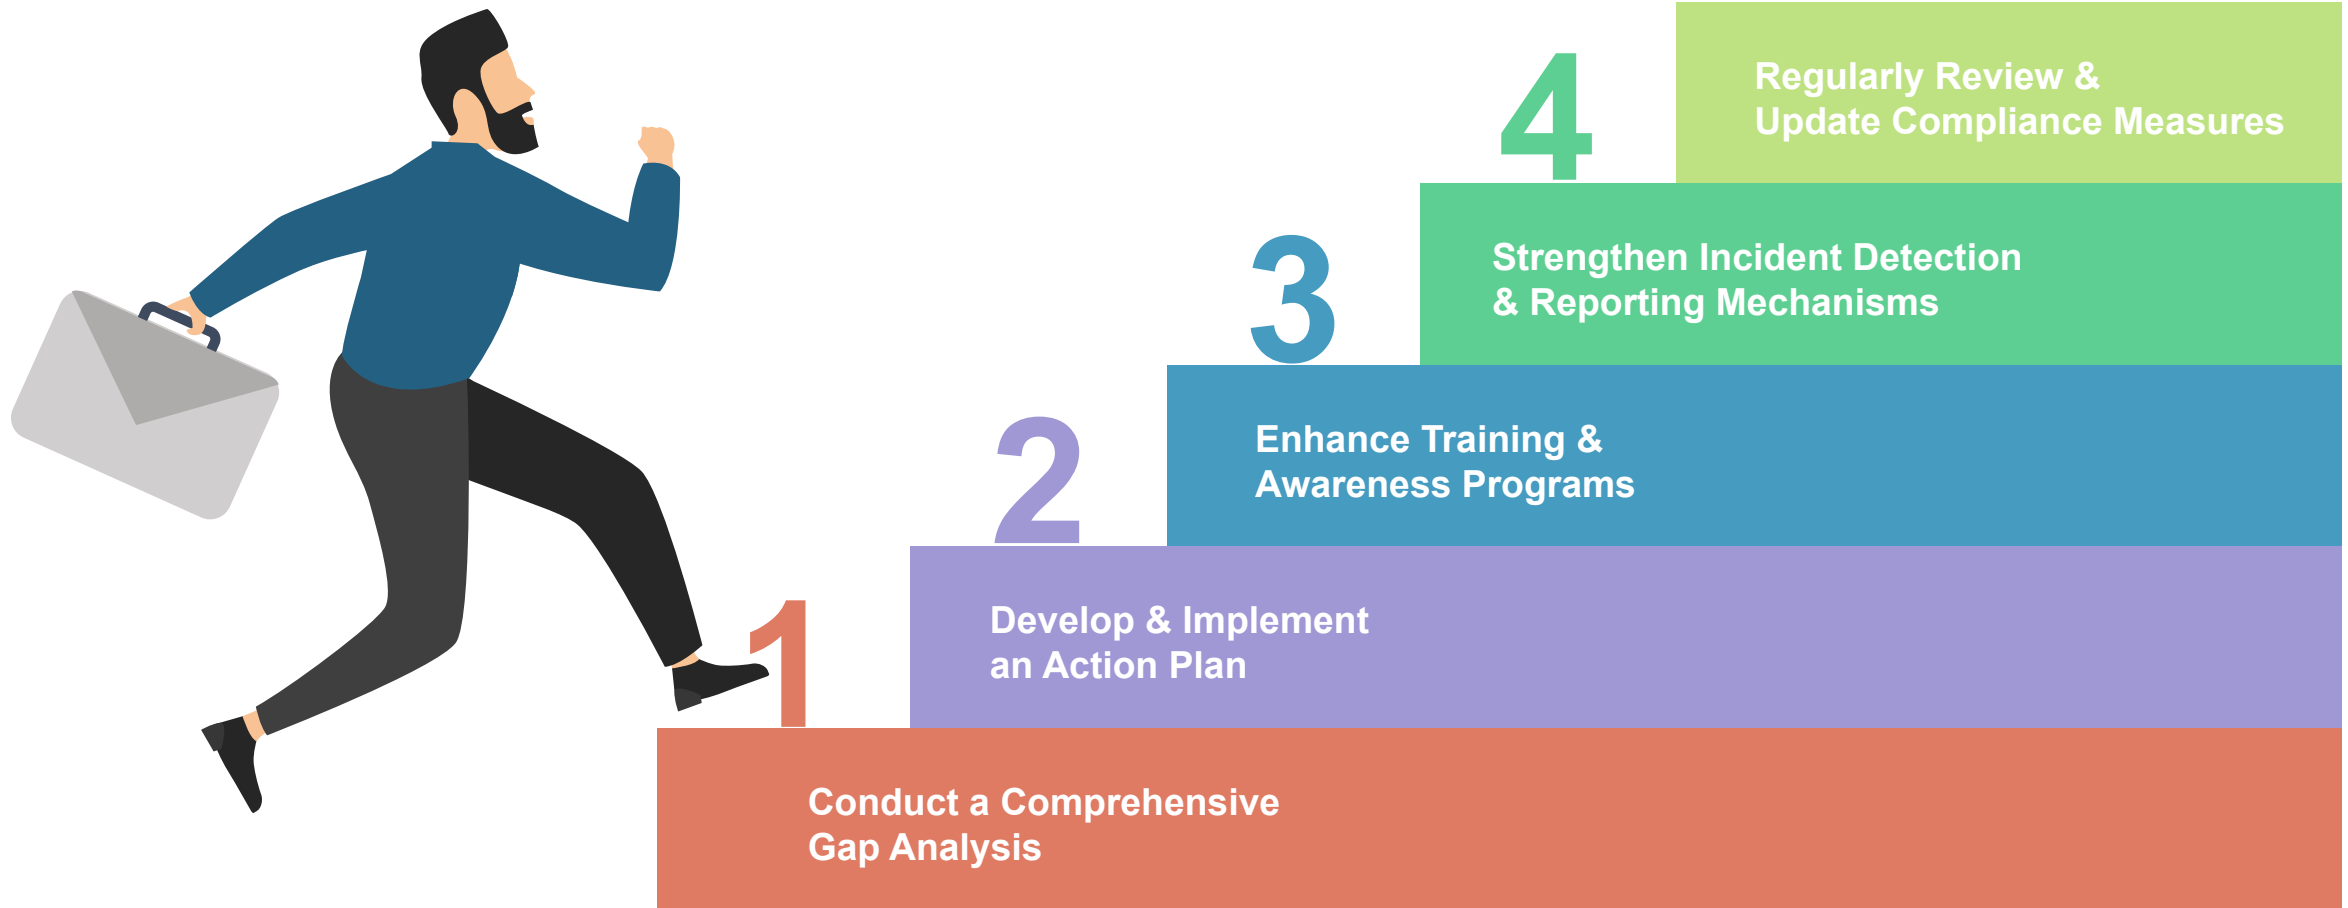 4
Regularly Review &
Update Compliance Measures
3
Strengthen Incident Detection
& Reporting Mechanisms
2
Enhance Training &
Awareness Programs
1
Develop & Implement
an Action Plan
Conduct a Comprehensive
Gap Analysis